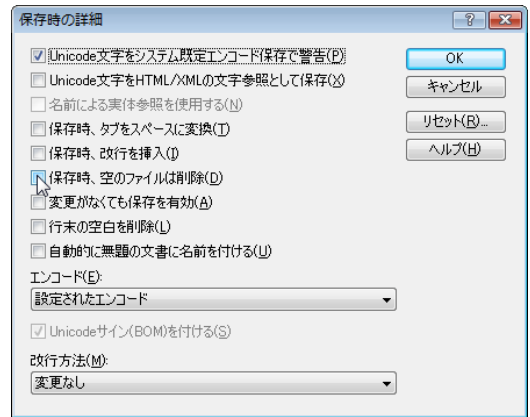 保存時の詳細
Unicode文字をシステム既定エンコード保存で警告(P)
OK
Unicode文字をHTML/XMLの文字参照として保存(X)
キャンセル
名前による実体参照を使用する(N)
保存時、タブをスペースに変換(T)
リセット(R)...
保存時、改行を挿入(I)
ヘルプ(H)
保存時、空のファイルは削除(D)
変更がなくても保存を有効(A)
行末の空白を削除(L)
自動的に無題の文書に名前を付ける(U)
エンコード(E):
設定されたエンコード
Unicodeサイン(BOM)を付ける(S)
改行方法(M):
変更なし